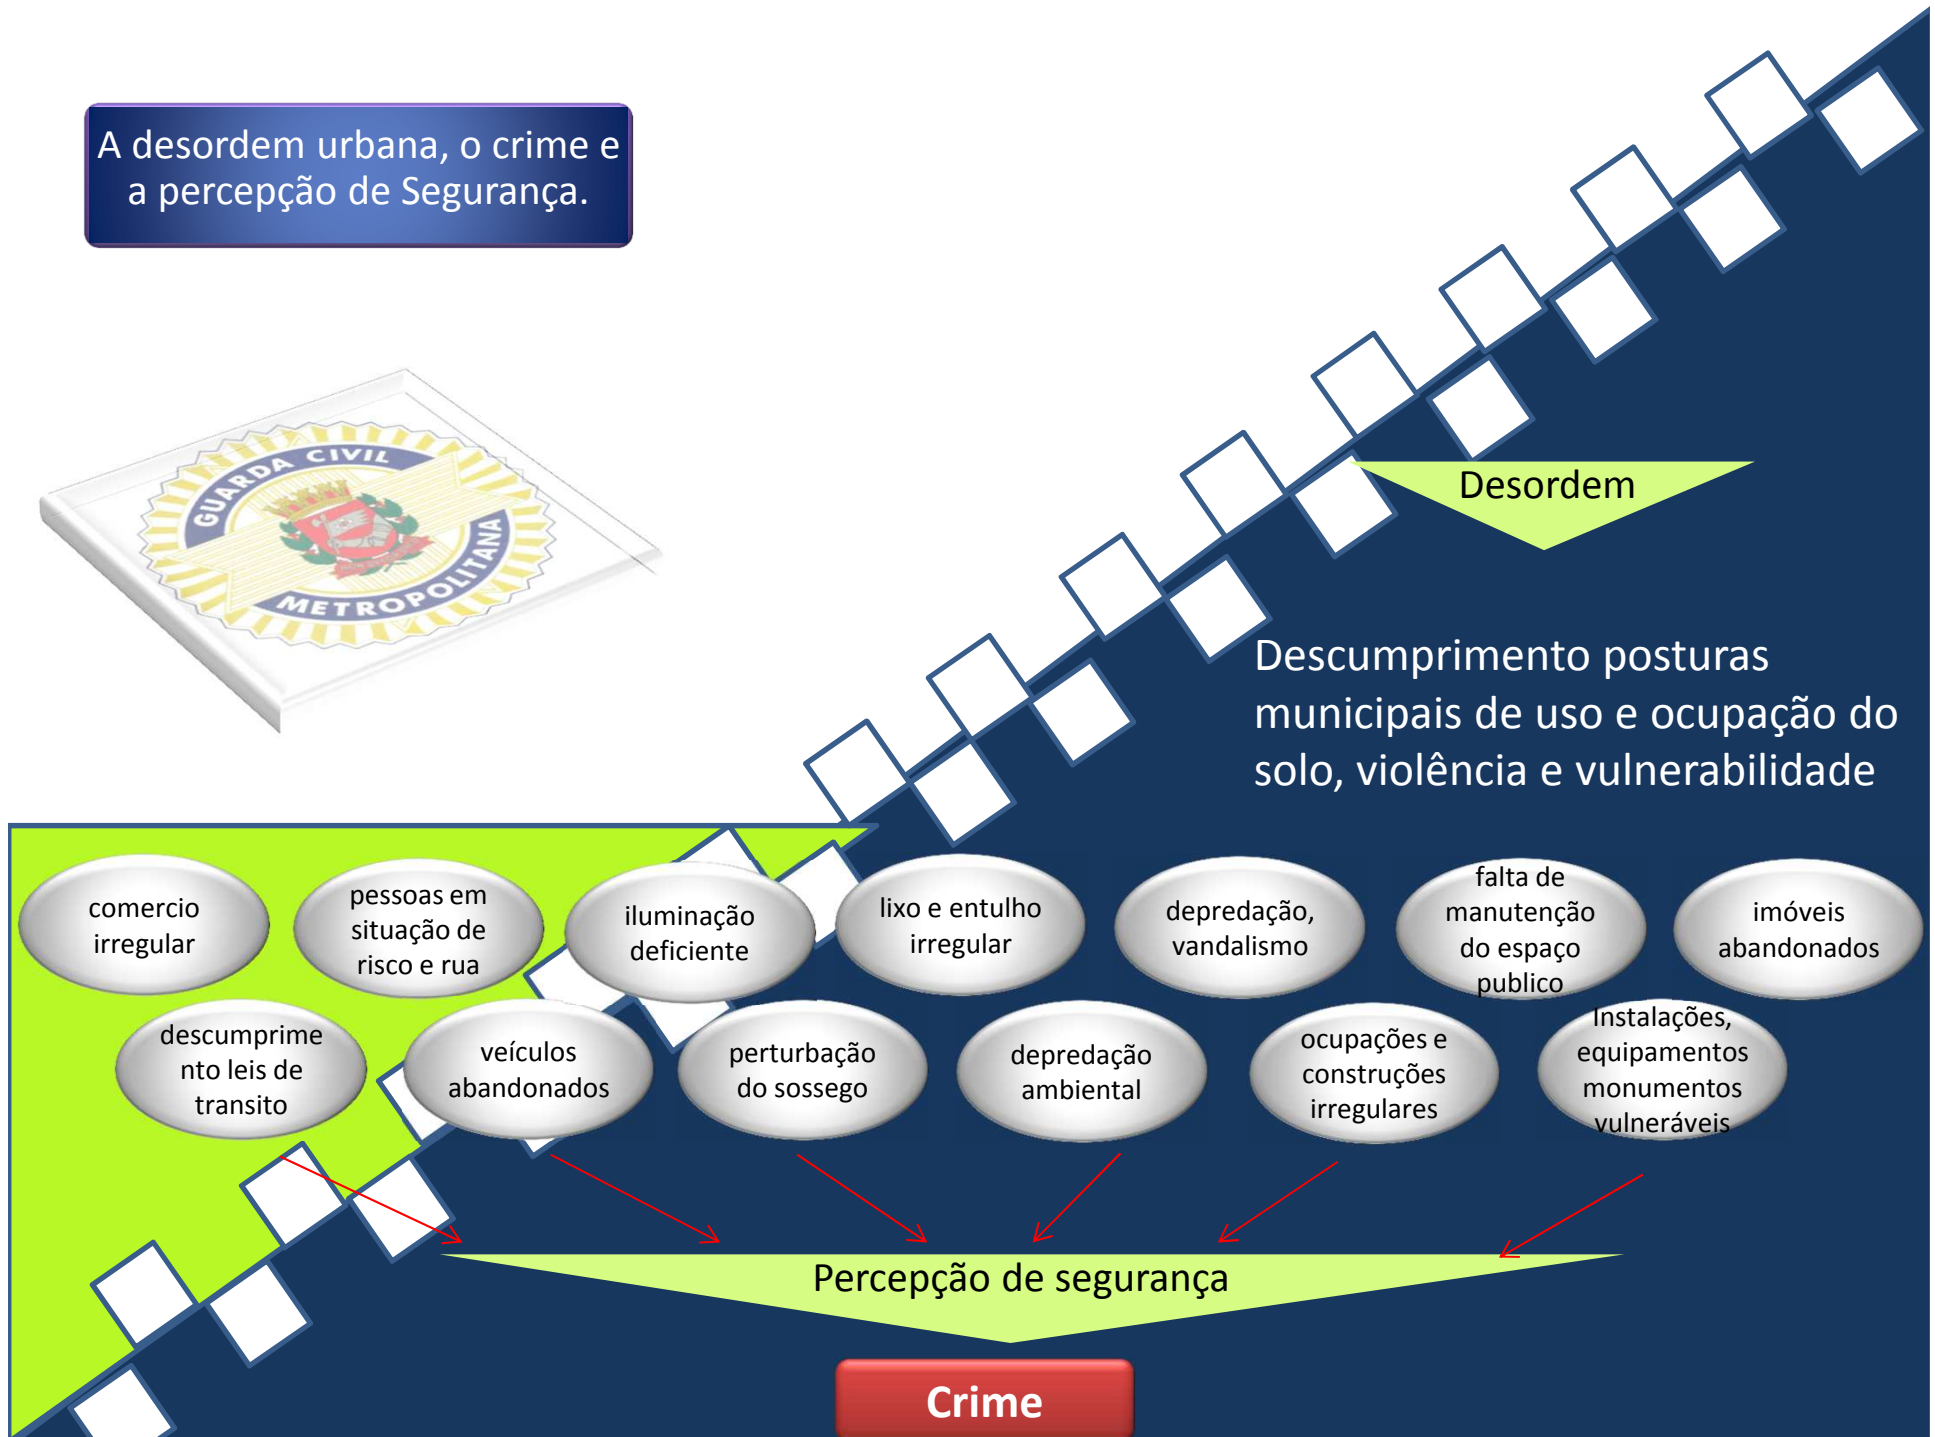 A desordem urbana, o crime e
a percepção de Segurança.
GUARDA CIVIL
METROPOLITANA
Desordem
Descumprimento posturas
municipais de uso e ocupação do
solo, violência e vulnerabilidade
comercio
irregular
pessoas em
situação de
risco e rua
iluminação
deficiente
lixo e entulho
irregular
depredação,
vandalismo
falta de
manutenção
do espaço
publico
imóveis
abandonados
descumprime
nto leis de
transito
veículos
abandonados
perturbação
do sossego
depredação
ambiental
ocupações e
construções
irregulares
Instalações,
equipamentos
monumentos
vulneráveis
Percepção de segurança
Crime